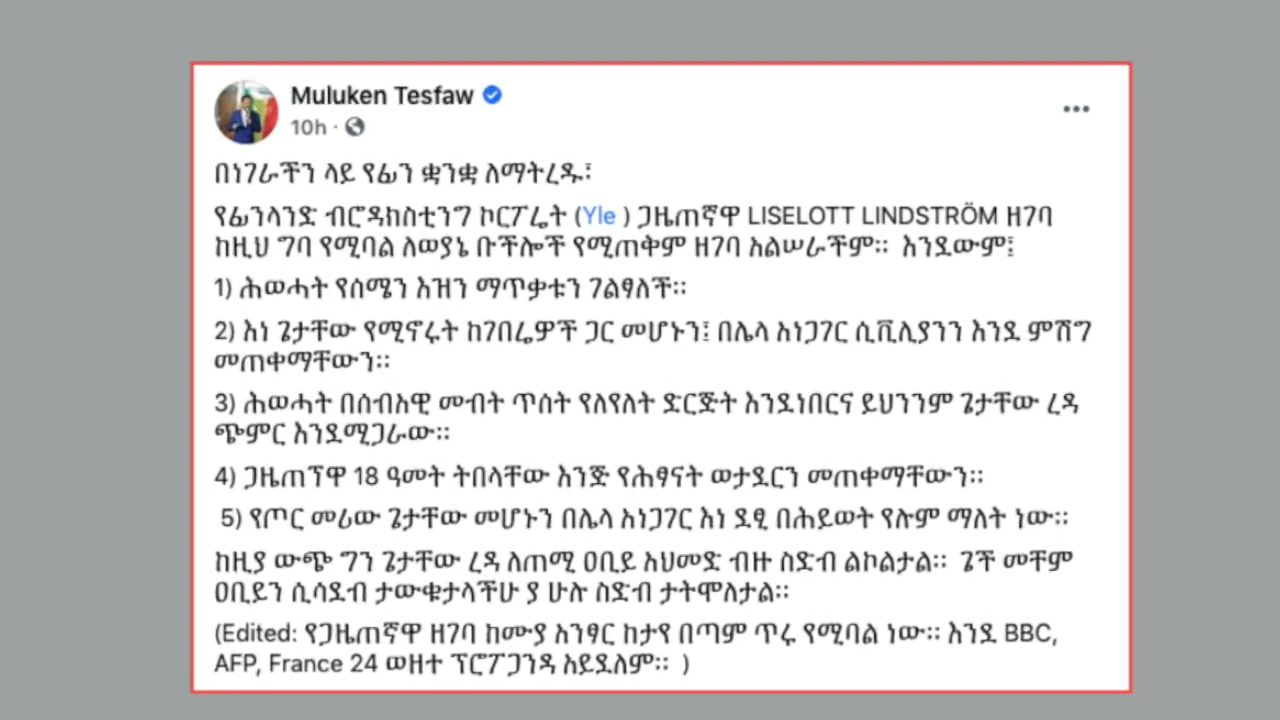 Muluken Tesfaw
10h ·
በነገራችን ላይ የፊን ቋንቋ ለማትረዱ፣
የፊንላንድ ብሮዳክስቲንግ ኮርፖሬት (Yle ) ጋዜጠኛዋ LISELOTT LINDSTRÖM ዘገባ
ከዚህ ግባ የሚባል ለወያኔ ቡችሎች የሚጠቅም ዘገባ አልሠራችም። እንደውም፤
1) ሕወሓት የሰሜን እዝን ማጥቃቱን ገልፃለች።
2) እነ ጌታቸው የሚኖሩት ከገበሬዎች ጋር መሆኑን፤ በሌላ አነጋገር ሲቪሊያንን እንደ ምሽግ
መጠቀማቸውን።
3) ሕወሓት በሰብአዊ መብት ጥሰት የለየለት ድርጅት እንደነበርና ይህንንም ጌታቸው ረዳ
ጭምር እንደሚጋራው።
4) ጋዜጠኘዋ 18 ዓመት ትበላቸው እንጅ የሕፃናት ወታደርን መጠቀማቸውን።
5) የጦር መሪው ጌታቸው መሆኑን በሌላ አነጋገር እነ ደፂ በሕይወት የሉም ማለት ነው።
ከዚያ ውጭ ግን ጌታቸው ረዳ ለጠሚ ዐቢይ አህመድ ብዙ ስድብ ልኮልታል። ጌች መቸም
ዐቢይን ሲሳደብ ታውቁታላችሁ ያ ሁሉ ስድብ ታትሞለታል።
(Edited: የጋዜጠኛዋ ዘገባ ከሙያ አንፃር ከታየ በጣም ጥሩ የሚባል ነው። እንደ BBC,
AFP, France 24 ወዘተ ፕሮፖጋንዳ አይደለም። )